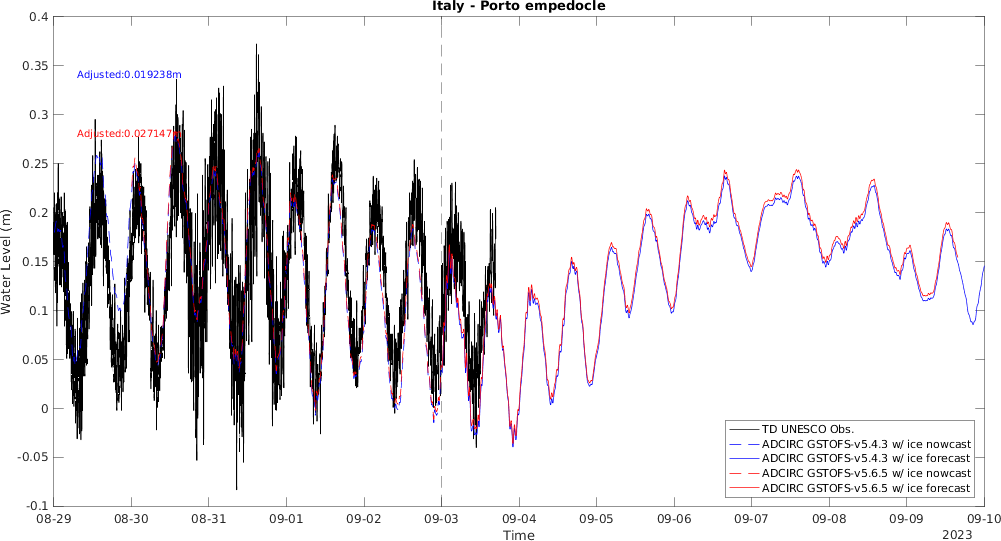 Italy - Porto empedocle
0.4
0.35
0.3
0.25
0.2
0.15
0.1
0.05
0
-0.05
-0.1
Water Level (m)
Adjusted:0.019238m
Adjusted:0.027147m
TD UNESCO Obs.
ADCIRC GSTOFS-v5.4.3 w/ ice nowcast
ADCIRC GSTOFS-v5.4.3 w/ ice forecast
ADCIRC GSTOFS-v5.6.5 w/ ice nowcast
ADCIRC GSTOFS-v5.6.5 w/ ice forecast
08-29 08-30 08-31 09-01 09-02 09-03 09-04 09-05 09-06 09-07 09-08 09-09 09-10
Time
2023